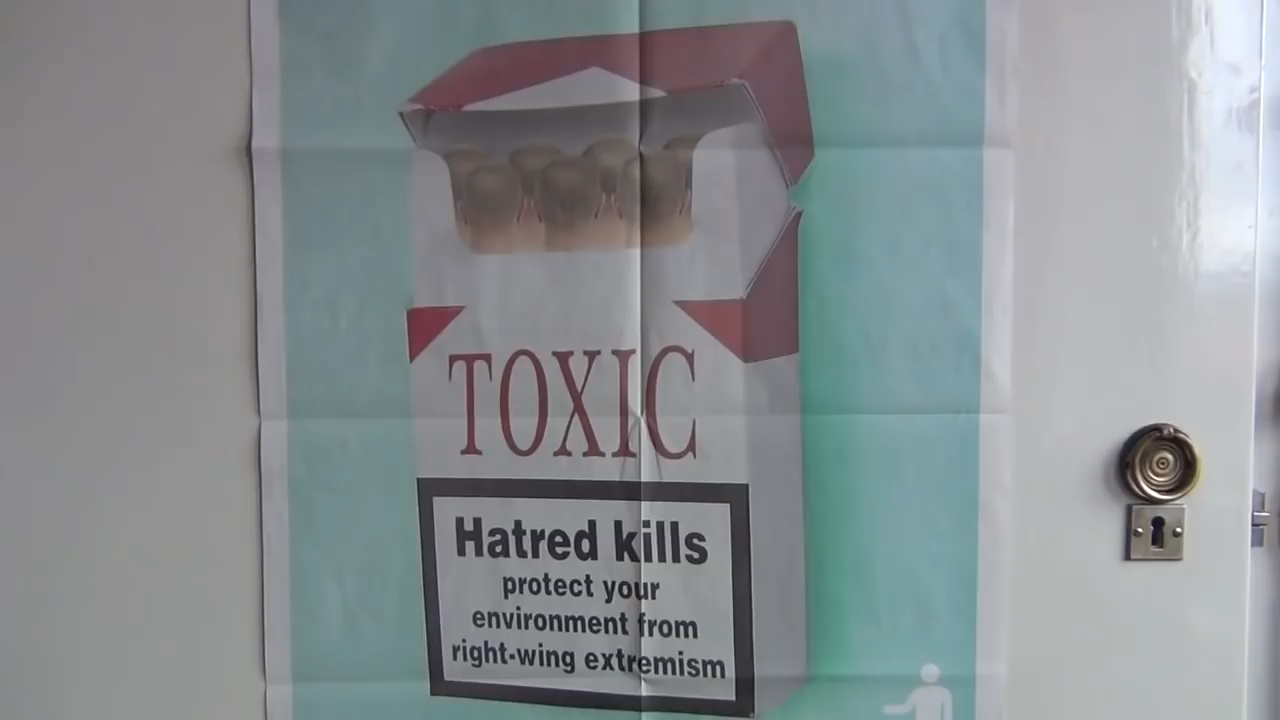 TOXIC
Hatred kills
protect your
environment from
right-wing extremism